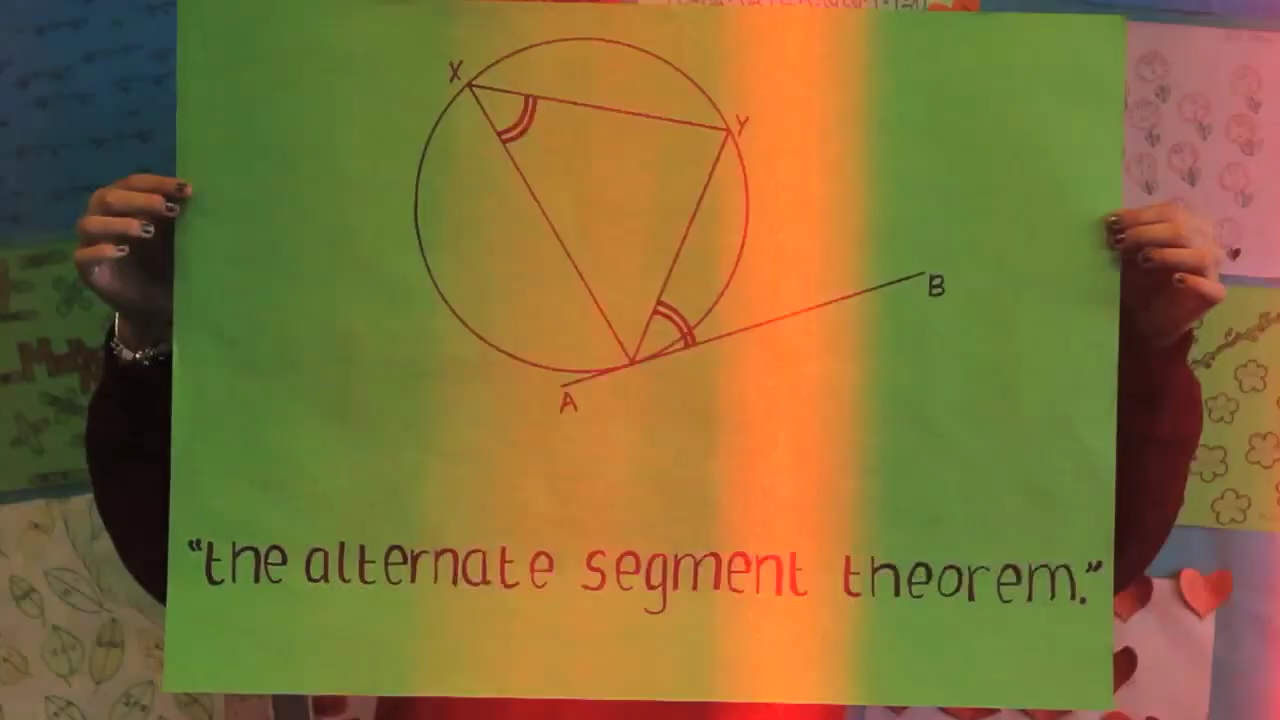 X
Y
B
A
“the alternate segment theorem.”